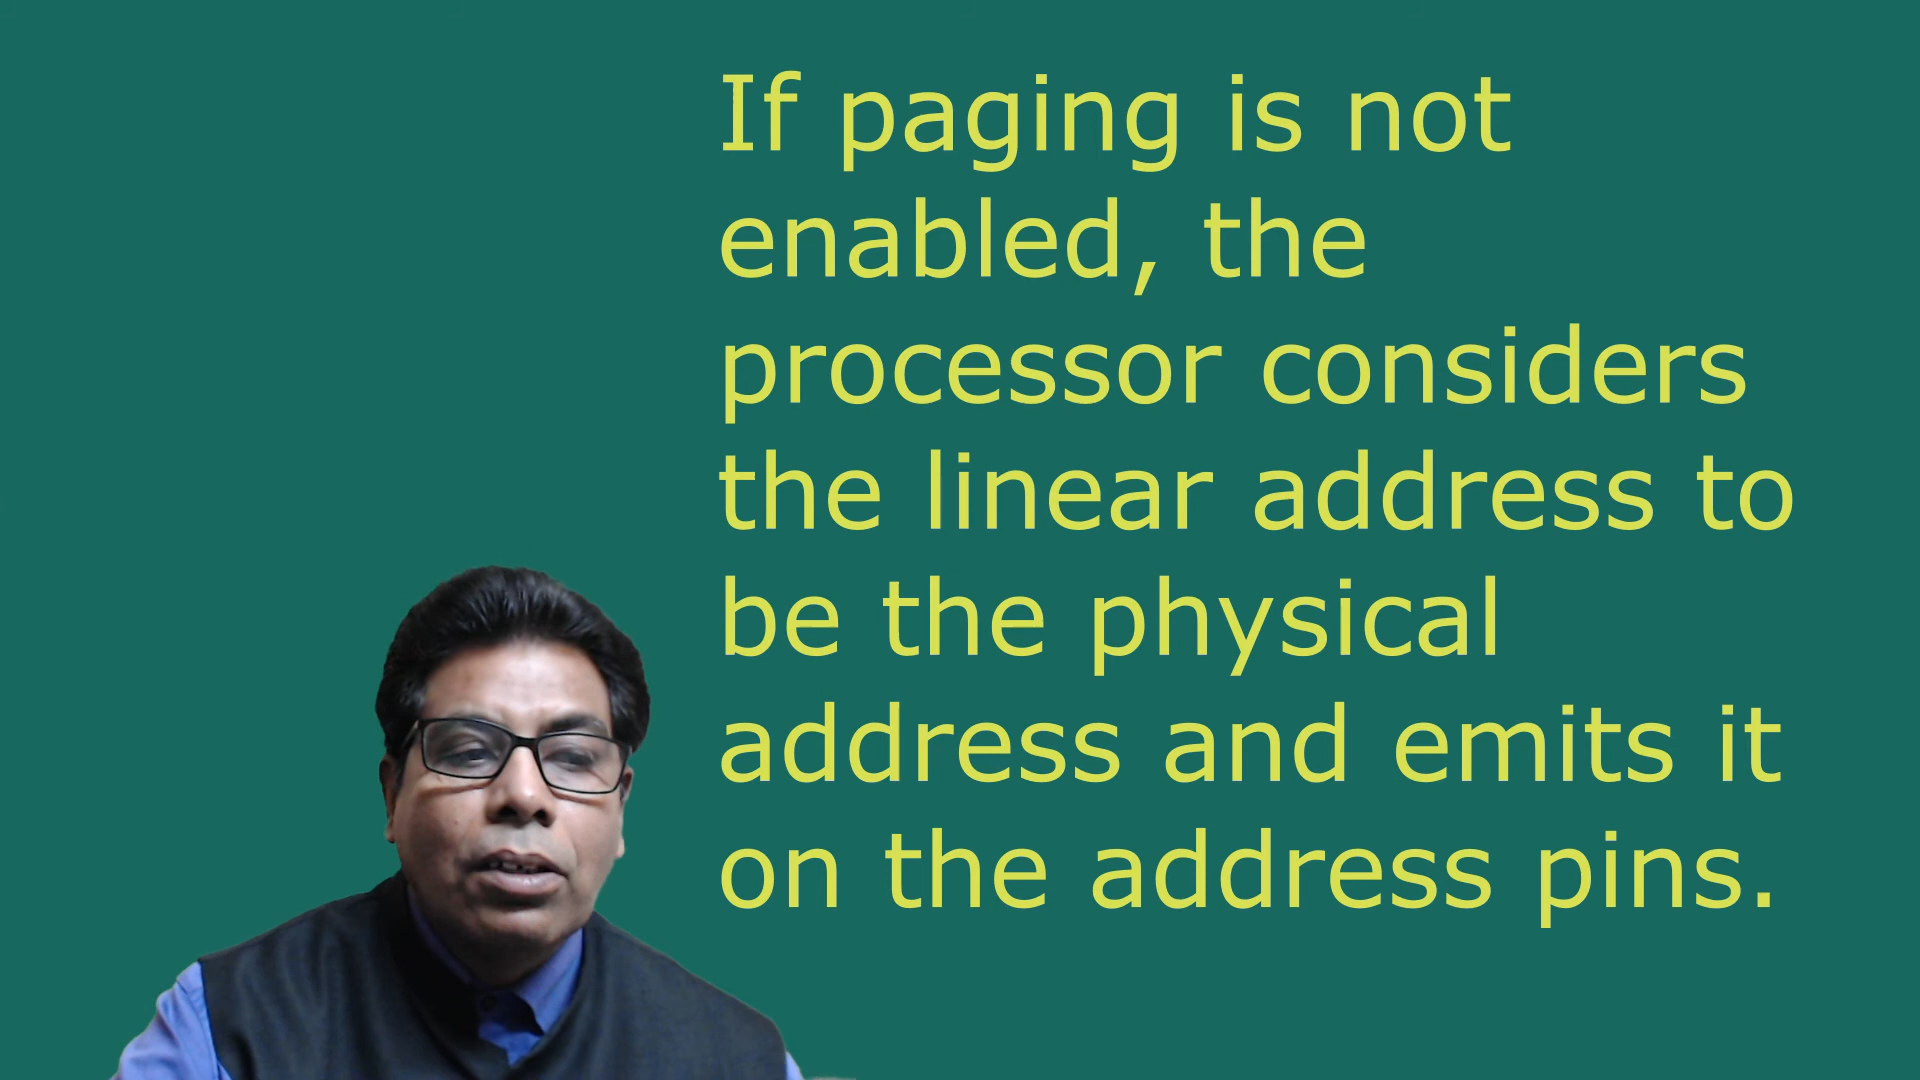 If paging is not
enabled, the
processor considers
the linear address to
be the physical
address and emits it
on the address pins.